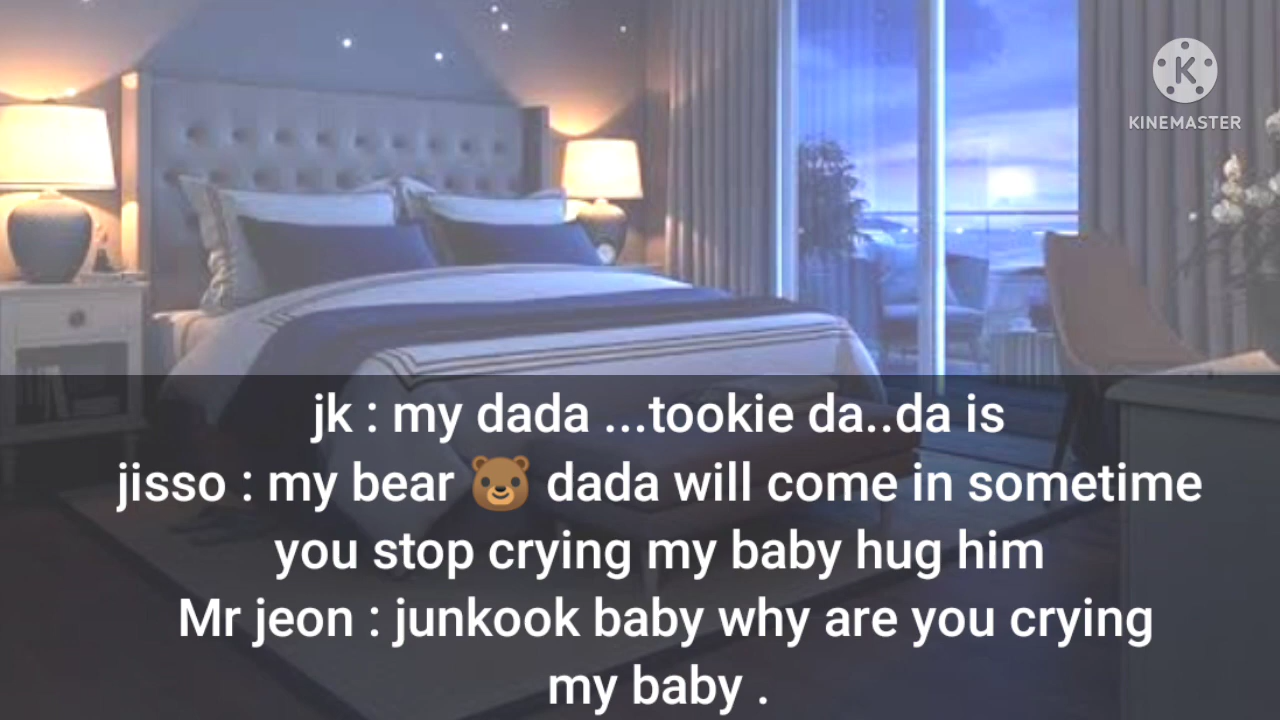 KINEMASTER
jk : my dada ...tookie da..da is
jisso : my bear 🐻 dada will come in sometime
you stop crying my baby hug him
Mr jeon : junkook baby why are you crying
my baby .